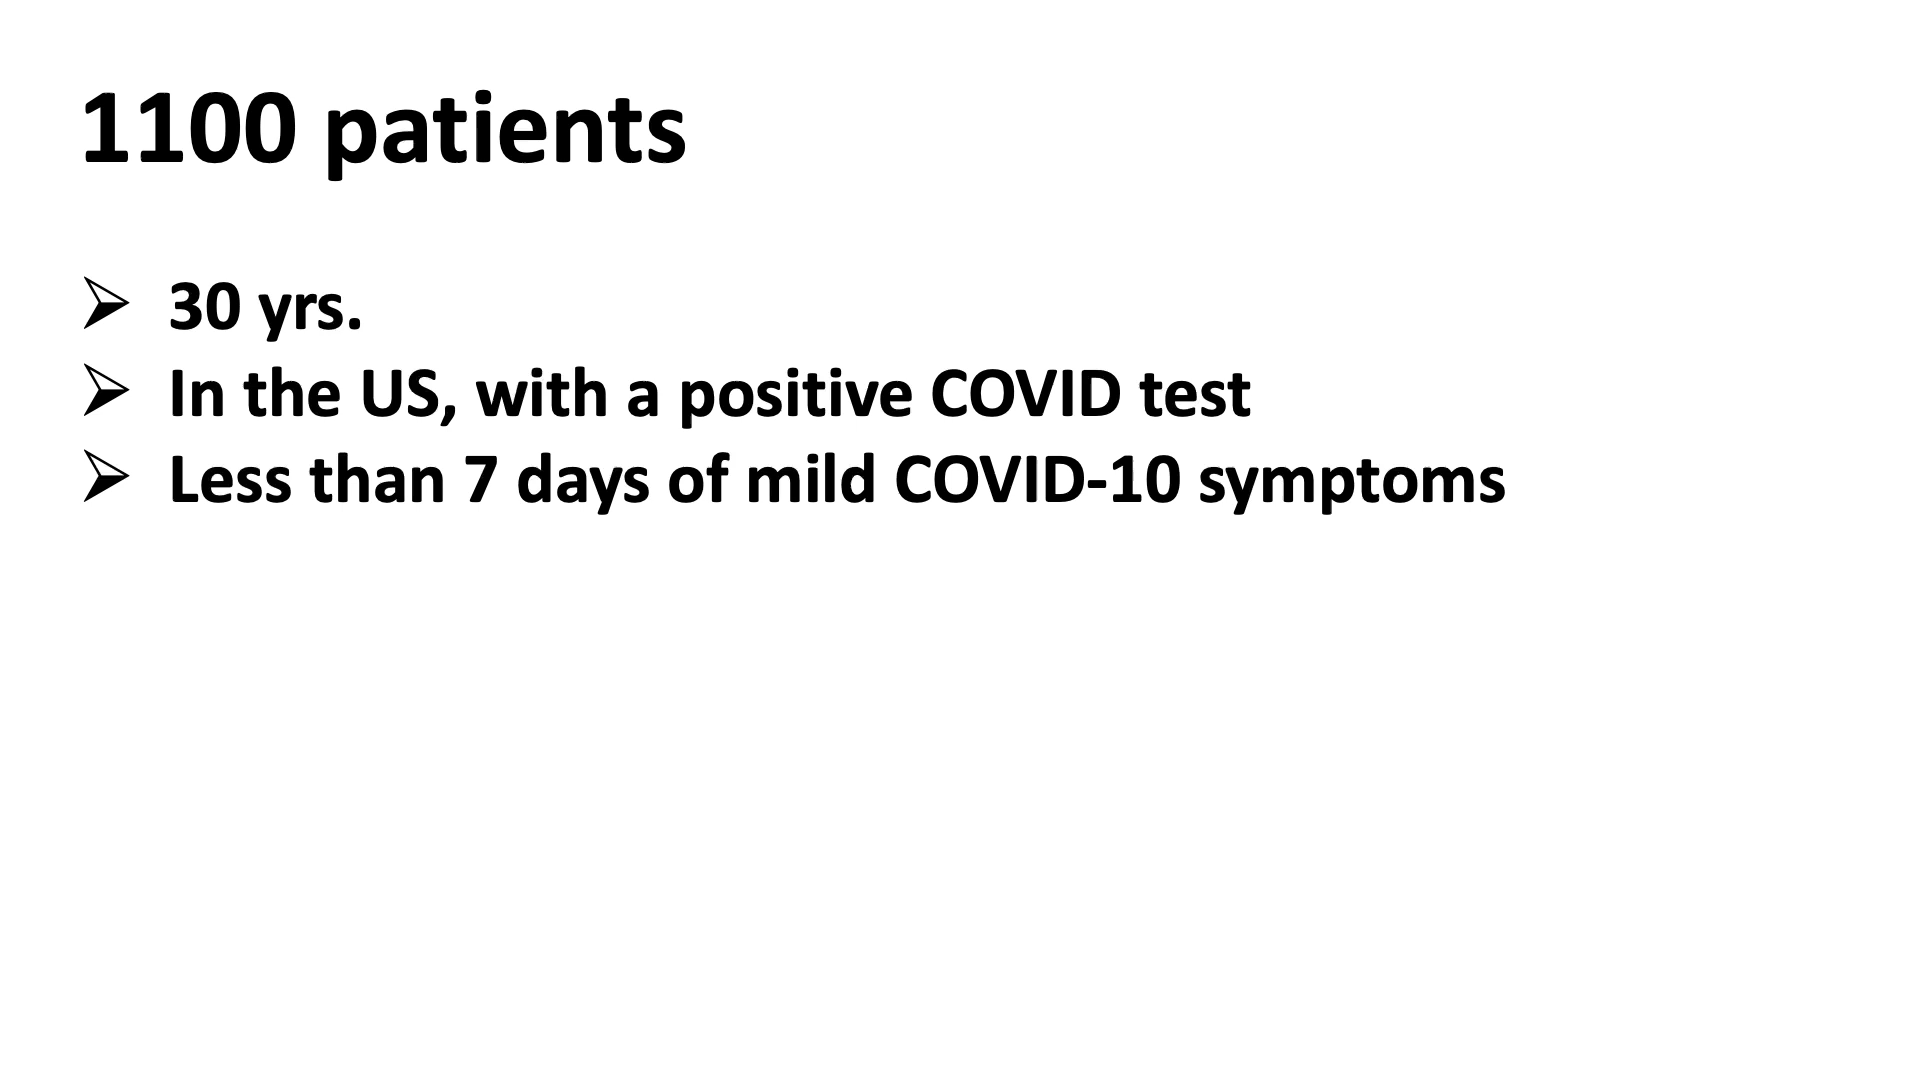 1100 patients
30 yrs.
In the US, with a positive COVID test
Less than 7 days of mild COVID-10 symptoms